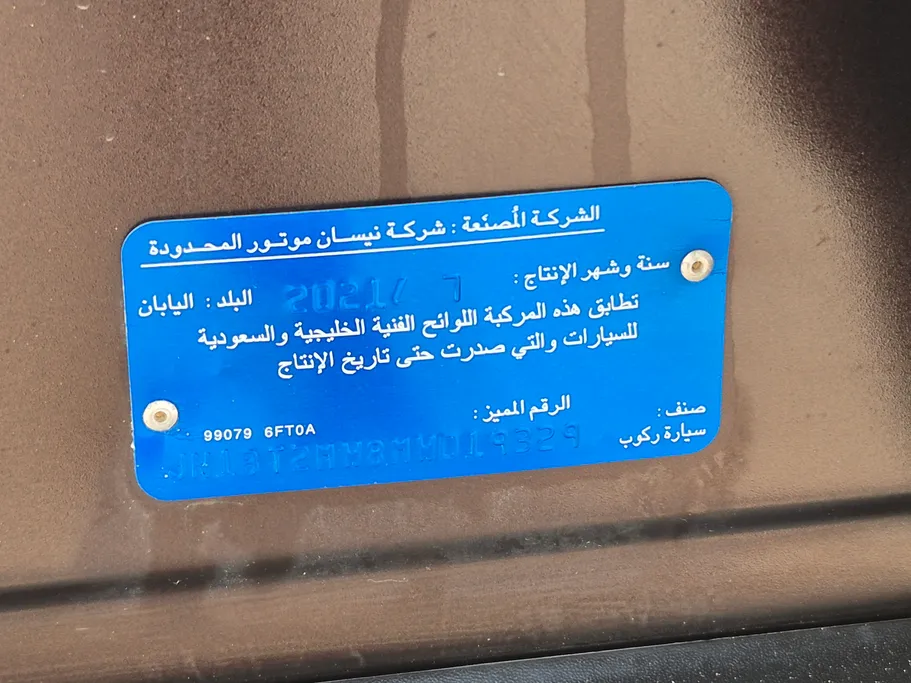 الشركة المُصنّعة : شركة نيسان موتور المحدودة
سنة وشهر الإنتاج : 2021/ 7 البلد : اليابان
تطابق هذه المركبة اللوائح الفنية الخليجية والسعودية
للسيارات والتي صدرت حتى تاريخ الإنتاج
صنف : الرقم المميز :
سيارة ركوب
99079 6FT0A